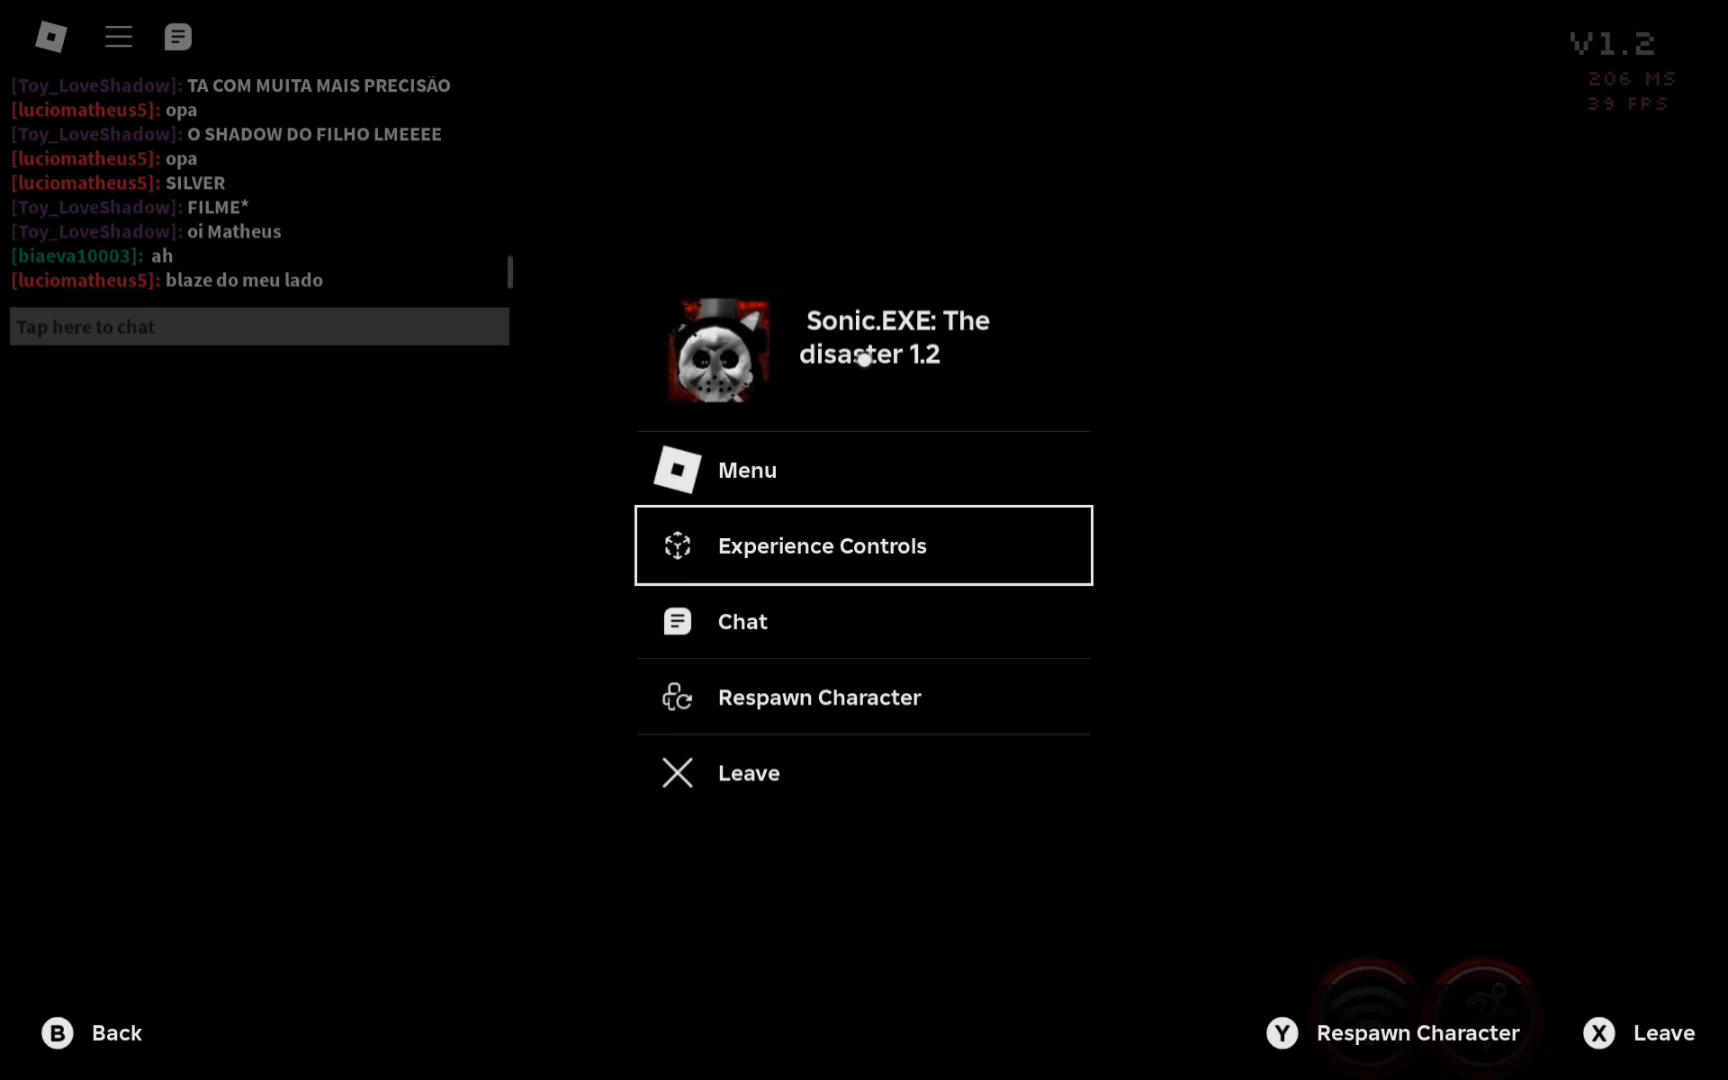 V1.2
206 MS
39 FPS
[Toy_LoveShadow]: TA COM MUITA MAIS PRECISÃO
[luciomatheus5]: opa
[Toy_LoveShadow]: O SHADOW DO FILHO LMEEEE
[luciomatheus5]: opa
[luciomatheus5]: SILVER
[Toy_LoveShadow]: FILME*
[Toy_LoveShadow]: oi Matheus
[biaeva10003]: ah
[luciomatheus5]: blaze do meu lado
Tap here to chat
Sonic.EXE: The
disaster 1.2
Menu
Experience Controls
Chat
Respawn Character
Leave
B Back
Y Respawn Character
X Leave